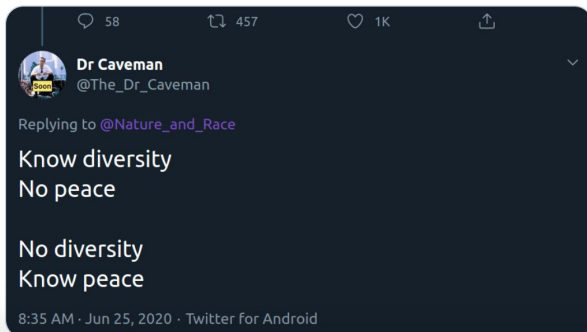 58 457 1K
Dr Caveman
Soon
@The_Dr_Caveman
Replying to @Nature_and_Race
Know diversity
No peace
No diversity
Know peace
8:35 AM · Jun 25, 2020 · Twitter for Android